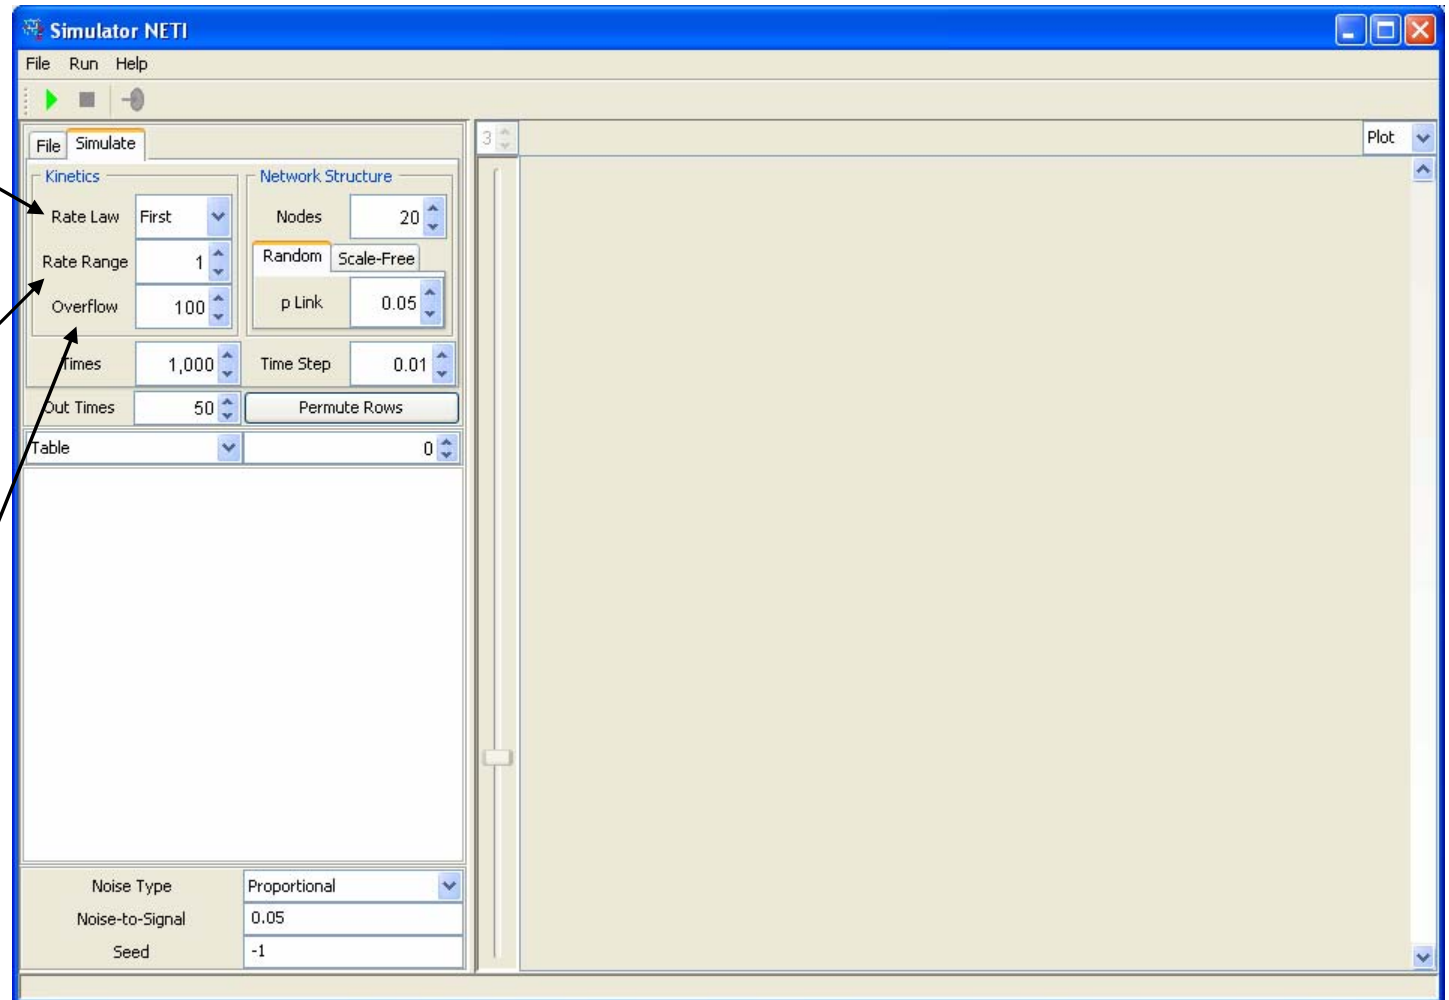 Simulator NETI
File Run Help
File Simulate
3
Plot
Kinetics
Network Structure
Rate Law First
Nodes 20
Rate Range 1
Random Scale-Free
Overflow 100
p Link 0.05
Times 1,000
Time Step 0.01
Out Times 50
Permute Rows
Table 0
Noise Type Proportional
Noise-to-Signal 0.05
Seed -1